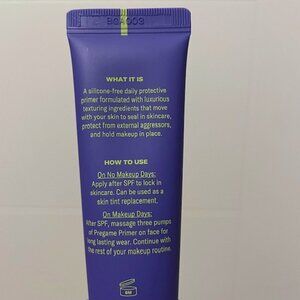 WHAT IT IS
A silicone-free daily protective
primer formulated with luxurious
texturing ingredients that move
with your skin to seal in skincare,
protect from external aggressors,
and hold makeup in place.
HOW TO USE
On No Makeup Days:
Apply after SPF to lock in
skincare. Can be used as a
skin tint replacement.
On Makeup Days:
After SPF, massage three pumps
of Pregame Primer on face for
long lasting wear. Continue with
the rest of your makeup routine.